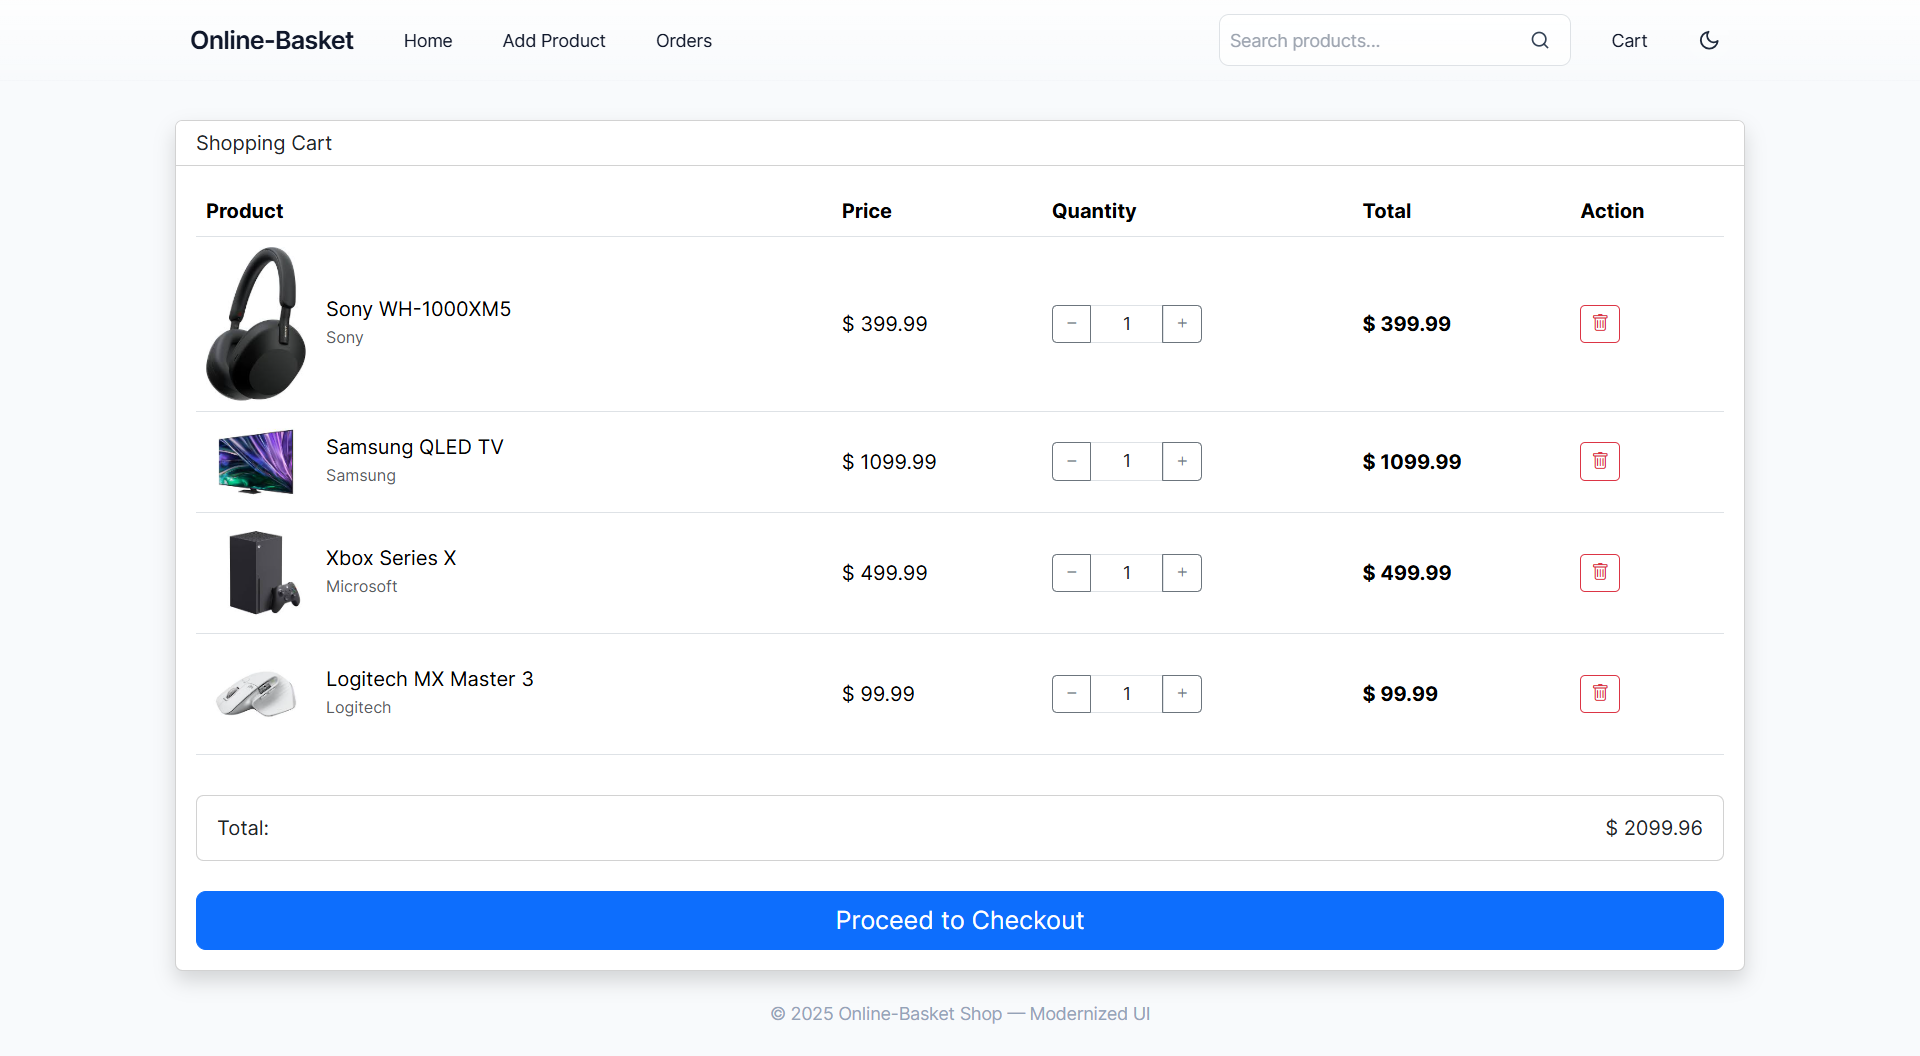 Online-Basket Home Add Product Orders Search products... Cart
Shopping Cart
Product Price Quantity Total Action
Sony WH-1000XM5
Sony
$ 399.99 − 1 + $ 399.99
Samsung QLED TV
Samsung
$ 1099.99 − 1 + $ 1099.99
Xbox Series X
Microsoft
$ 499.99 − 1 + $ 499.99
Logitech MX Master 3
Logitech
$ 99.99 − 1 + $ 99.99
Total: $ 2099.96
Proceed to Checkout
© 2025 Online-Basket Shop — Modernized UI